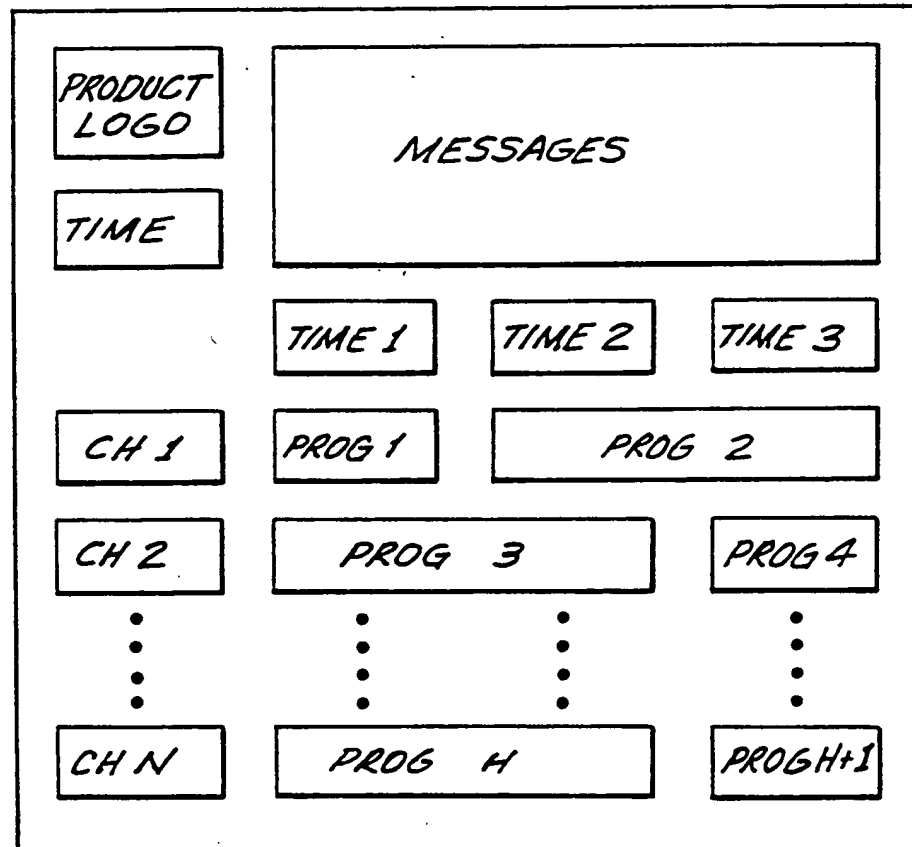 PRODUCT
LOGO
MESSAGES
TIME
TIME 1
TIME 2
TIME 3
CH 1
PROG 1
PROG 2
CH 2
PROG 3
PROG 4
CH N
PROG H
PROG H+1